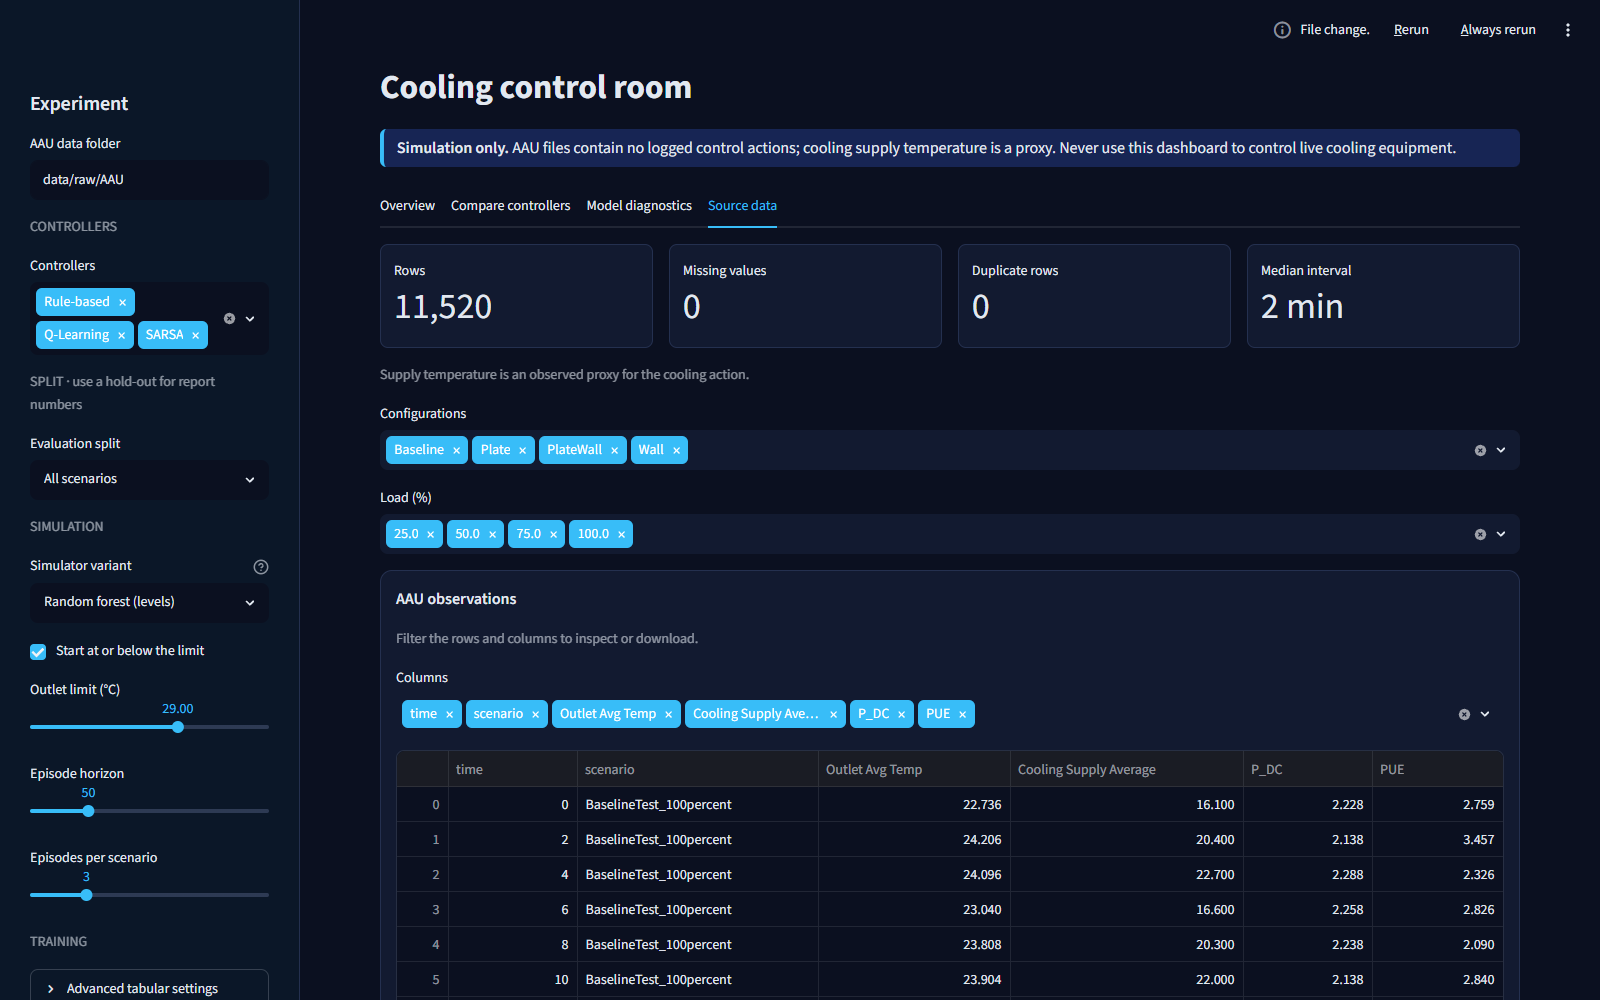 File change.
Rerun
Always rerun
Experiment
AAU data folder
data/raw/AAU
CONTROLLERS
Controllers
Rule-based
Q-Learning
SARSA
SPLIT · use a hold-out for report
numbers
Evaluation split
All scenarios
SIMULATION
Simulator variant
Random forest (levels)
Start at or below the limit
Outlet limit (°C)
29.00
Episode horizon
50
Episodes per scenario
3
TRAINING
Advanced tabular settings
Cooling control room
Simulation only. AAU files contain no logged control actions; cooling supply temperature is a proxy. Never use this dashboard to control live cooling equipment.
Overview Compare controllers Model diagnostics Source data
Rows Missing values Duplicate rows Median interval
11,520 0 0 2 min
Supply temperature is an observed proxy for the cooling action.
Configurations
Baseline Plate PlateWall Wall
Load (%)
25.0 50.0 75.0 100.0
AAU observations
Filter the rows and columns to inspect or download.
Columns
time scenario Outlet Avg Temp Cooling Supply Ave... P_DC PUE
time scenario Outlet Avg Temp Cooling Supply Average P_DC PUE
0 0 BaselineTest_100percent 22.736 16.100 2.228 2.759
1 2 BaselineTest_100percent 24.206 20.400 2.138 3.457
2 4 BaselineTest_100percent 24.096 22.700 2.288 2.326
3 6 BaselineTest_100percent 23.040 16.600 2.258 2.826
4 8 BaselineTest_100percent 23.808 20.300 2.238 2.090
5 10 BaselineTest_100percent 23.904 22.000 2.138 2.840